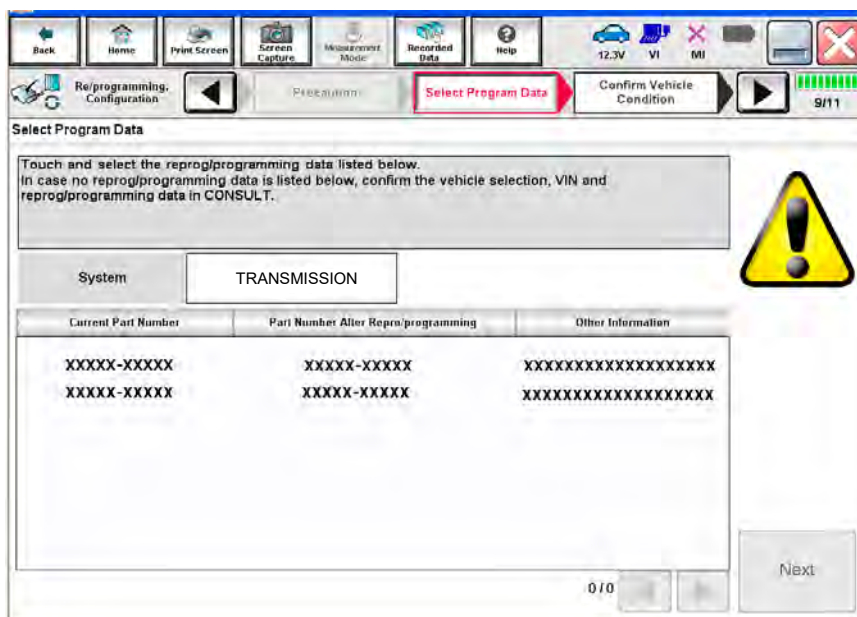 Back
Home
Print Screen
Screen Capture
Measurement Mode
Recorded Data
Help
12.3V
VI
MI
Re/programming, Configuration
Precaution
Select Program Data
Confirm Vehicle Condition
9/11
Select Program Data
Touch and select the reprog/programming data listed below.
In case no reprog/programming data is listed below, confirm the vehicle selection, VIN and
reprog/programming data in CONSULT.
System
TRANSMISSION
Current Part Number
Part Number After Repro/programming
Other Information
XXXXX-XXXXX XXXXX-XXXXX XXXXXXXXXXXXXXXXXXX
XXXXX-XXXXX XXXXX-XXXXX XXXXXXXXXXXXXXXXXXX
0/0
Next